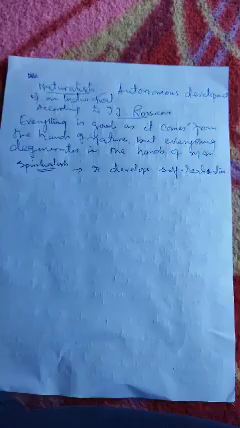 Naturalist Autonomous development
of an individual
According to J.J. Rousseau
Everything is good as it comes from
the hands of nature but everything
degenerates in the hands of man
Spiritualist → to develop self-realisation